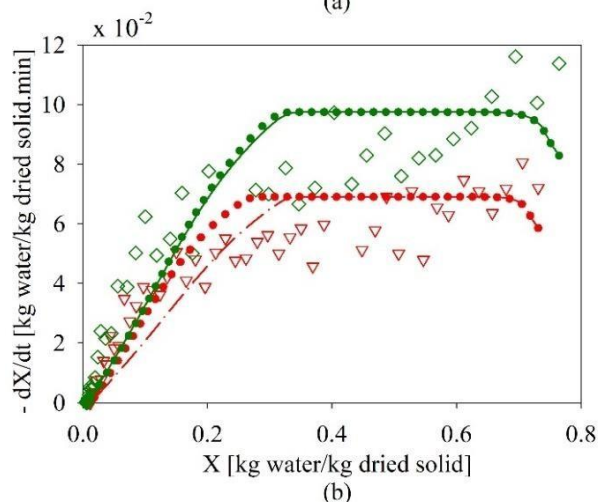 (a)
x 10⁻²
12
10
8
6
4
2
0
- dX/dt [kg water/kg dried solid.min]
0.0 0.2 0.4 0.6 0.8
X [kg water/kg dried solid]
(b)